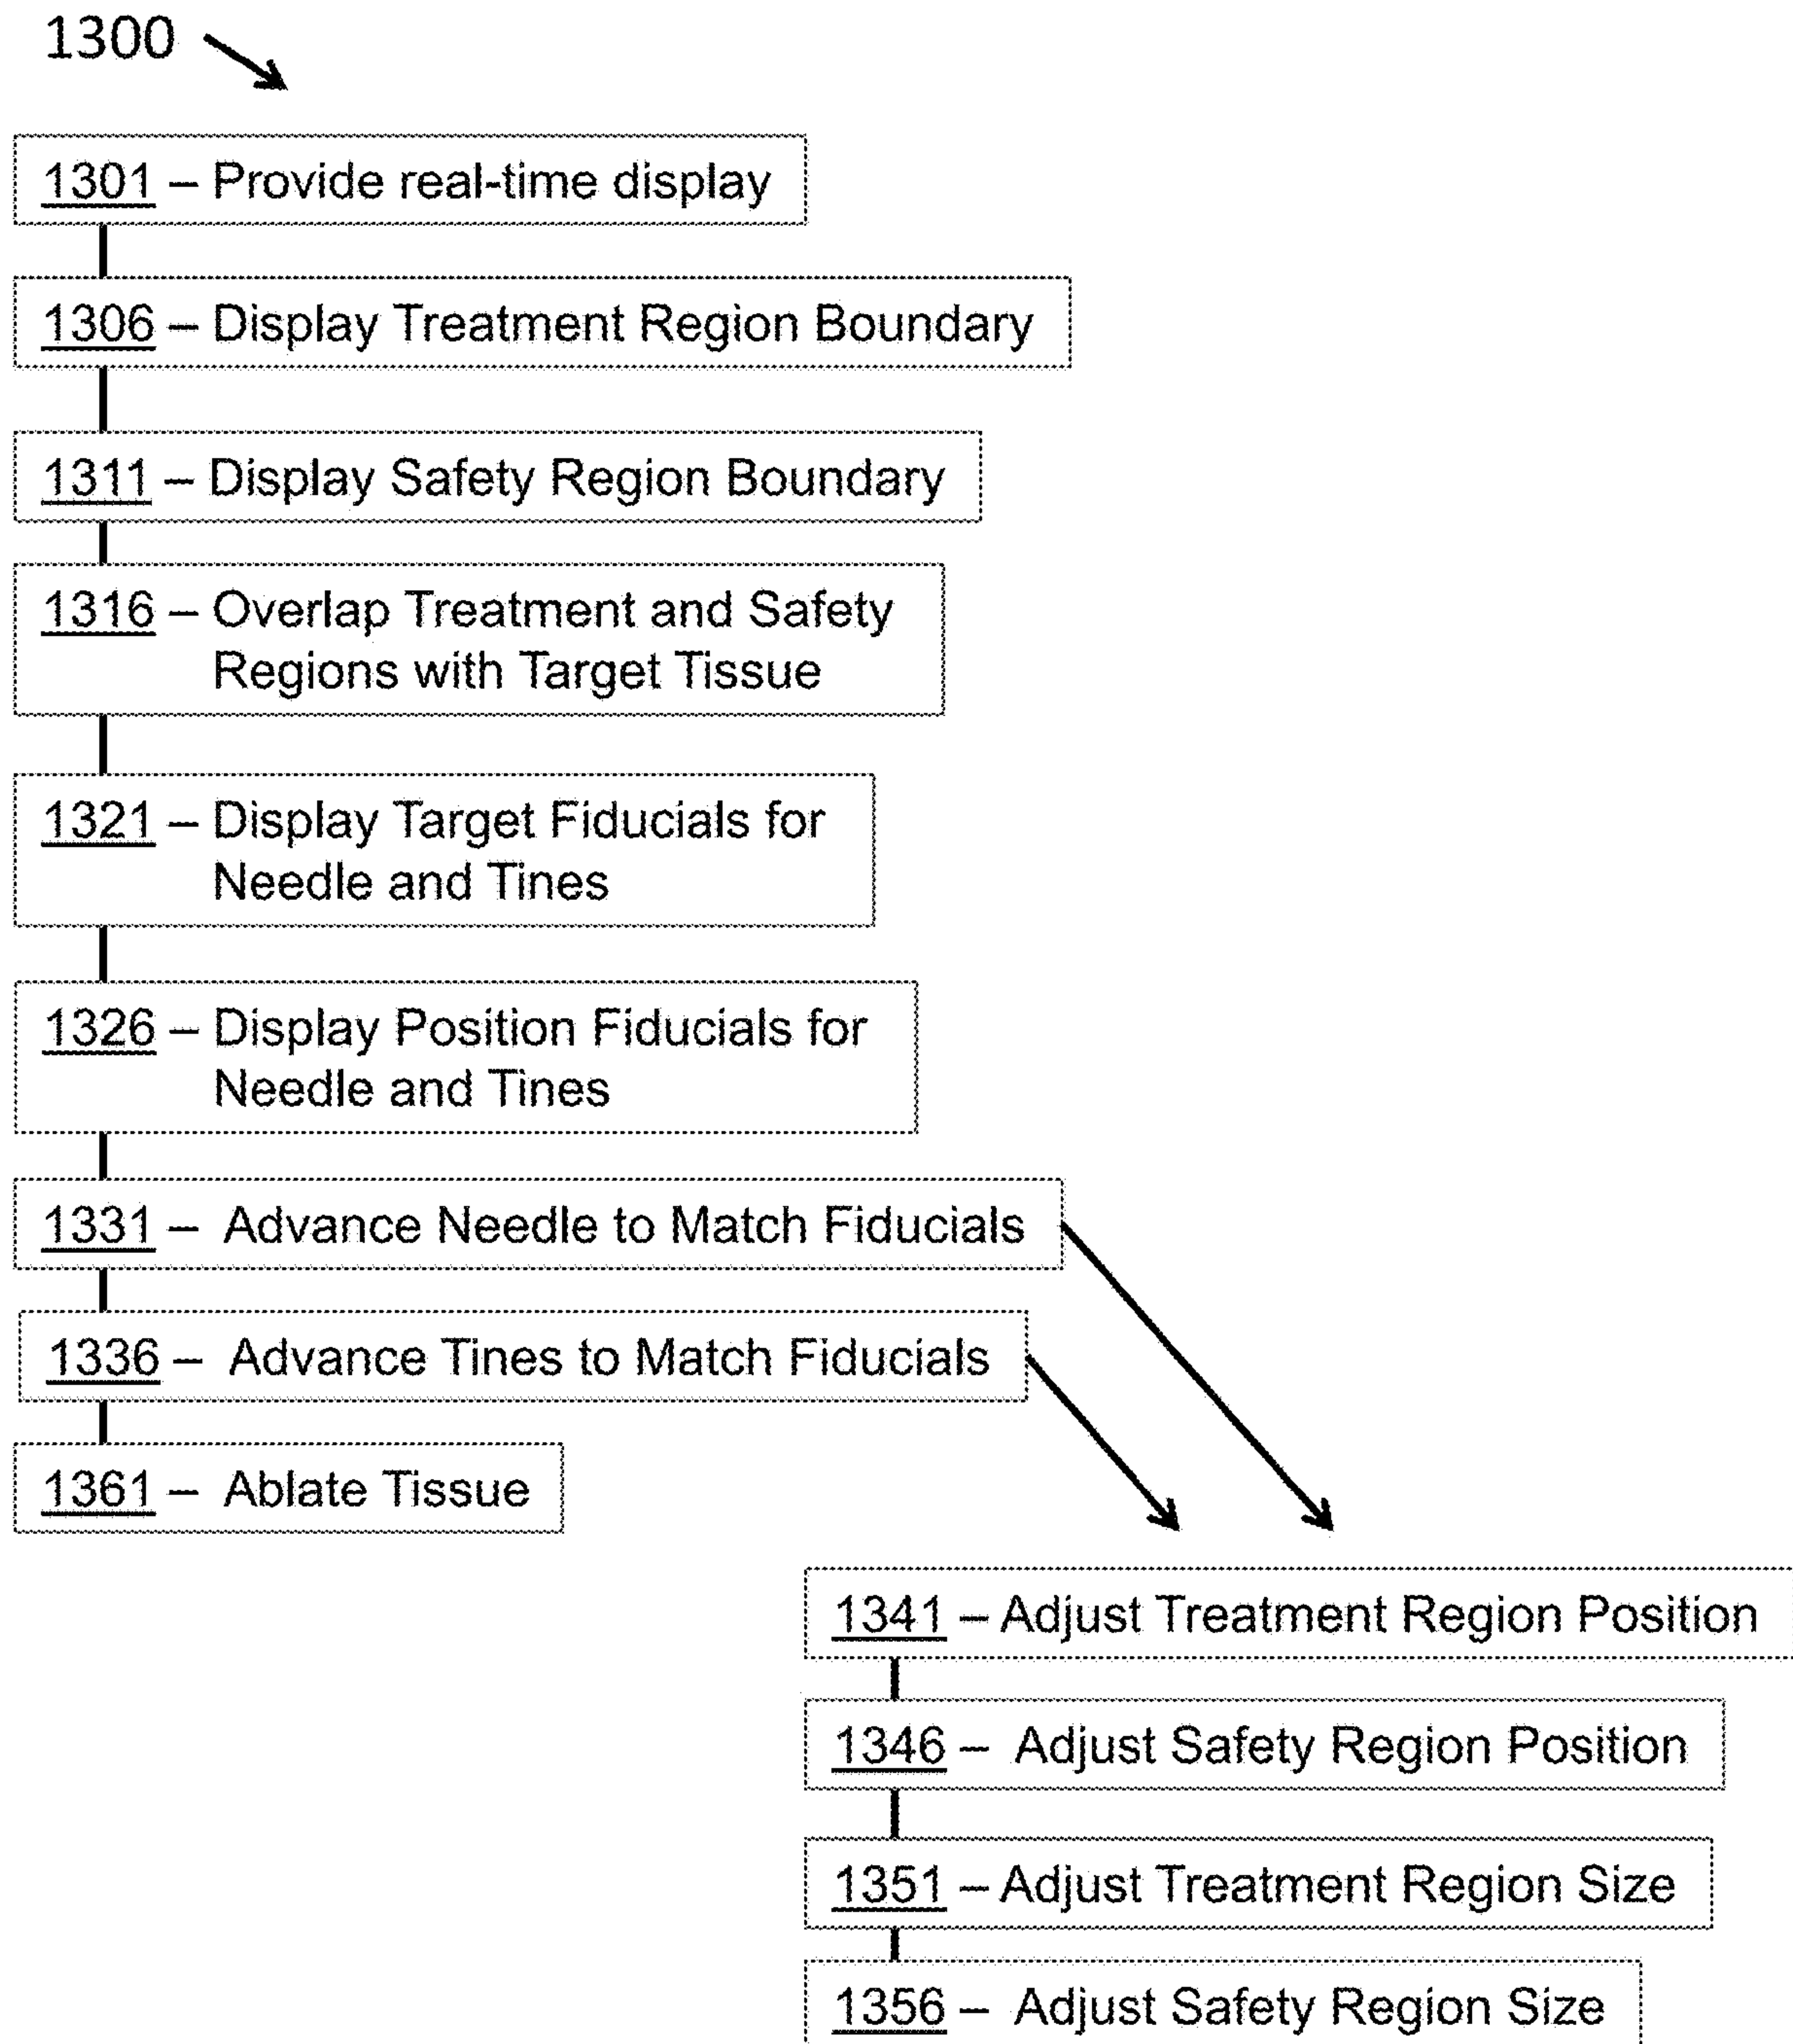 1300
1301 – Provide real-time display
1306 – Display Treatment Region Boundary
1311 – Display Safety Region Boundary
1316 – Overlap Treatment and Safety
Regions with Target Tissue
1321 – Display Target Fiducials for
Needle and Tines
1326 – Display Position Fiducials for
Needle and Tines
1331 – Advance Needle to Match Fiducials
1336 – Advance Tines to Match Fiducials
1361 – Ablate Tissue
1341 – Adjust Treatment Region Position
1346 – Adjust Safety Region Position
1351 – Adjust Treatment Region Size
1356 – Adjust Safety Region Size